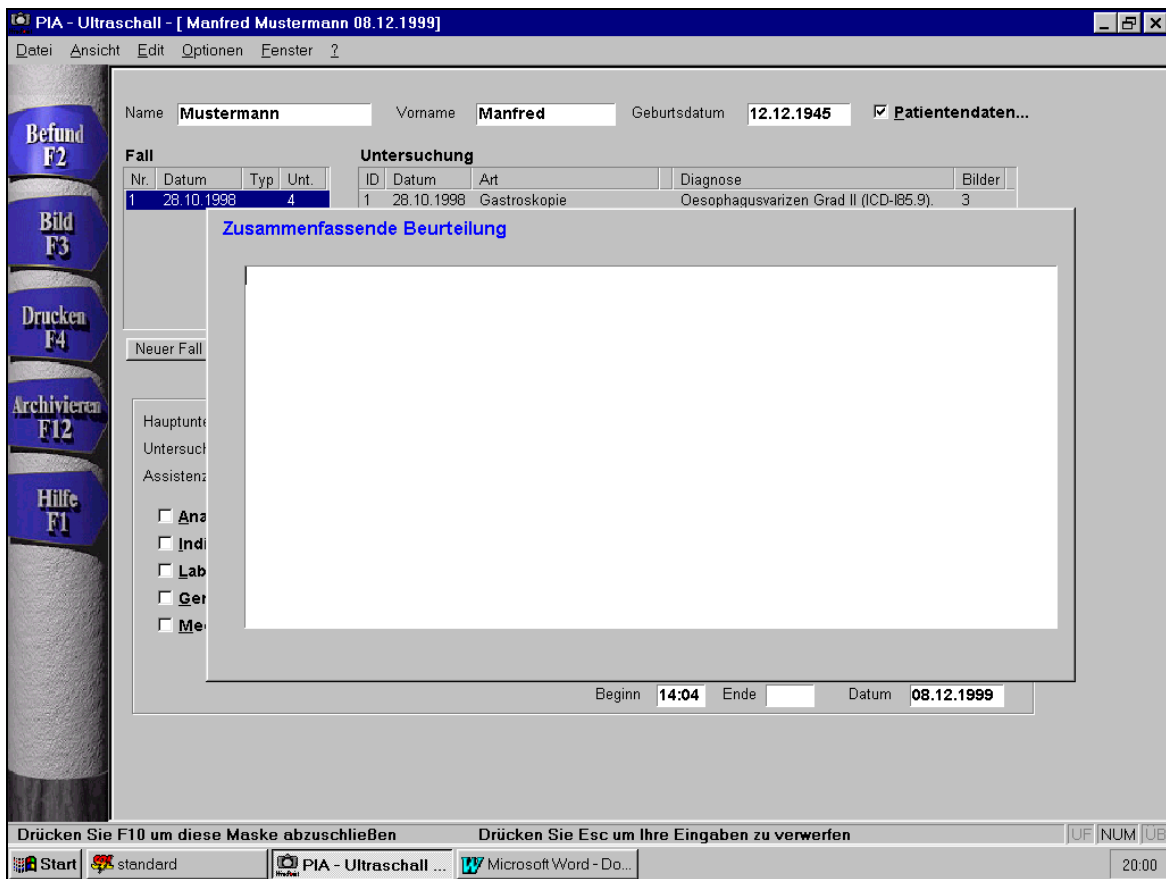 PIA - Ultraschall - [ Manfred Mustermann 08.12.1999]
Datei Ansicht Edit Optionen Fenster ?
Befund
F2
Bild
F3
Drucken
F4
Archivieren
F12
Hilfe
F1
Name Mustermann Vorname Manfred Geburtsdatum 12.12.1945 Patientendaten...
Fall Untersuchung
Nr. Datum Typ Unt. ID Datum Art Diagnose Bilder
1 28.10.1998 4 1 28.10.1998 Gastroskopie Oesophagusvarizen Grad II (ICD-I85.9). 3
Zusammenfassende Beurteilung
Neuer Fall
Hauptunte
Untersuch
Assistenz
Ana
Indi
Lab
Ger
Me
Beginn 14:04 Ende Datum 08.12.1999
Drücken Sie F10 um diese Maske abzuschließen Drücken Sie Esc um Ihre Eingaben zu verwerfen UF NUM ÜB
Start standard PIA - Ultraschall ... Microsoft Word - Do... 20:00